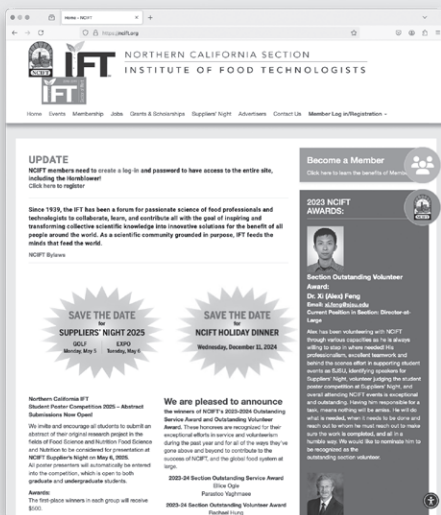 Home - NCIFT
https://ncift.org
NCIFT
IFT
NORTHERN CALIFORNIA SECTION
INSTITUTE OF FOOD TECHNOLOGISTS
IFT
Home Events Membership Jobs Grants & Scholarships Suppliers' Night Advertisers Contact Us Member Log in/Registration
UPDATE
NCIFT members need to create a log-in and password to have access to the entire site,
including the Hornblower!
Click here to register
Since 1939, the IFT has been a forum for passionate science of food professionals and
technologists to collaborate, learn, and contribute all with the goal of inspiring and
transforming collective scientific knowledge into innovative solutions for the benefit of all
people around the world. As a scientific community grounded in purpose, IFT feeds the
minds that feed the world.
NCIFT Bylaws
SAVE THE DATE
for
SUPPLIERS' NIGHT 2025
GOLF EXPO
Monday, May 5 Tuesday, May 6
SAVE THE DATE
for
NCIFT HOLIDAY DINNER
Wednesday, December 11, 2024
Northern California IFT
Student Poster Competition 2025 – Abstract
Submissions Now Open!
We invite and encourage all students to submit an
abstract of their original research project in the
fields of Food Science and Nutrition Food Science
and Nutrition to be considered for presentation at
NCIFT Supplier's Night on May 6, 2025.
All poster presenters will automatically be entered
into the competition, which is open to both
graduate and undergraduate students.
Awards:
The first-place winners in each group will receive
$500.
We are pleased to announce
the winners of NCIFT's 2023-2024 Outstanding
Service Award and Outstanding Volunteer
Award. These honorees are recognized for their
exceptional efforts in service and volunteerism
during the past year and for all of the ways they've
gone above and beyond to contribute to the
success of NCIFT, and the global food system at
large.
2023-24 Section Outstanding Service Award
Ellice Ogle
Parastoo Yaghmaee
2023-24 Section Outstanding Volunteer Award
Rachael Hung
Become a Member
Click here to learn the benefits of
2023 NCIFT
AWARDS:
Section Outstanding Volunteer
Award:
Dr. Xi (Alex) Feng
Email: xi.feng@sjsu.edu
Current Position in Section: Director-at-
Large
Alex has been volunteering with NCIFT
through various capacities as he is always
willing to step in where needed! His
professionalism, excellent teamwork and
behind the scenes effort in supporting student
events as SJSU, identifying speakers for
Suppliers' Night, volunteer judging the student
poster competition at Suppliers' Night, and
overall attending NCIFT events is exceptional
and outstanding. Having him responsible for a
task, means nothing will be amiss. He will do
what is needed, when it needs to be done and
reach out to whom he must reach out to make
sure the work is completed, and all in a
humble way. We would like to nominate him to
be recognized as the
outstanding section volunteer.